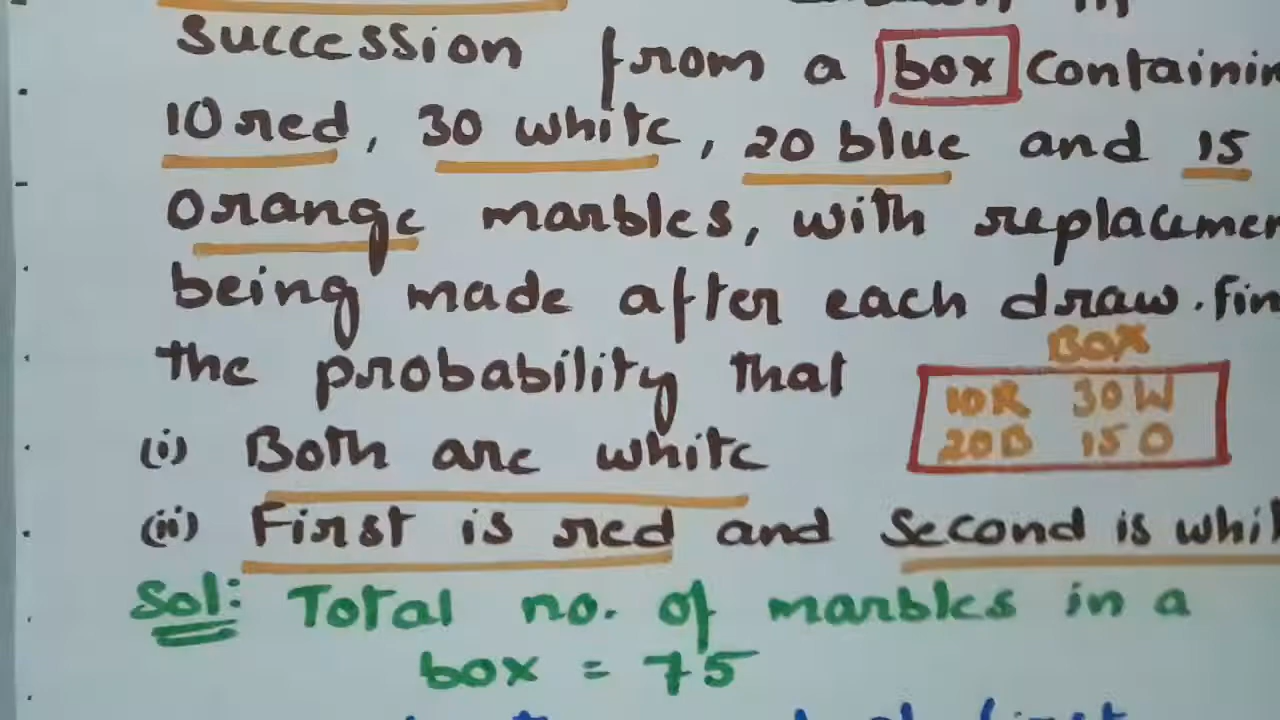 Succession from a box containin
10 red, 30 white, 20 blue and 15
Orange marbles, with replacemen
being made after each draw. Fin
the probability that
BOX
10R 30W
20B 15 O
(i) Both are white
(ii) First is red and Second is whi
Sol: Total no. of marbles in a
box = 75